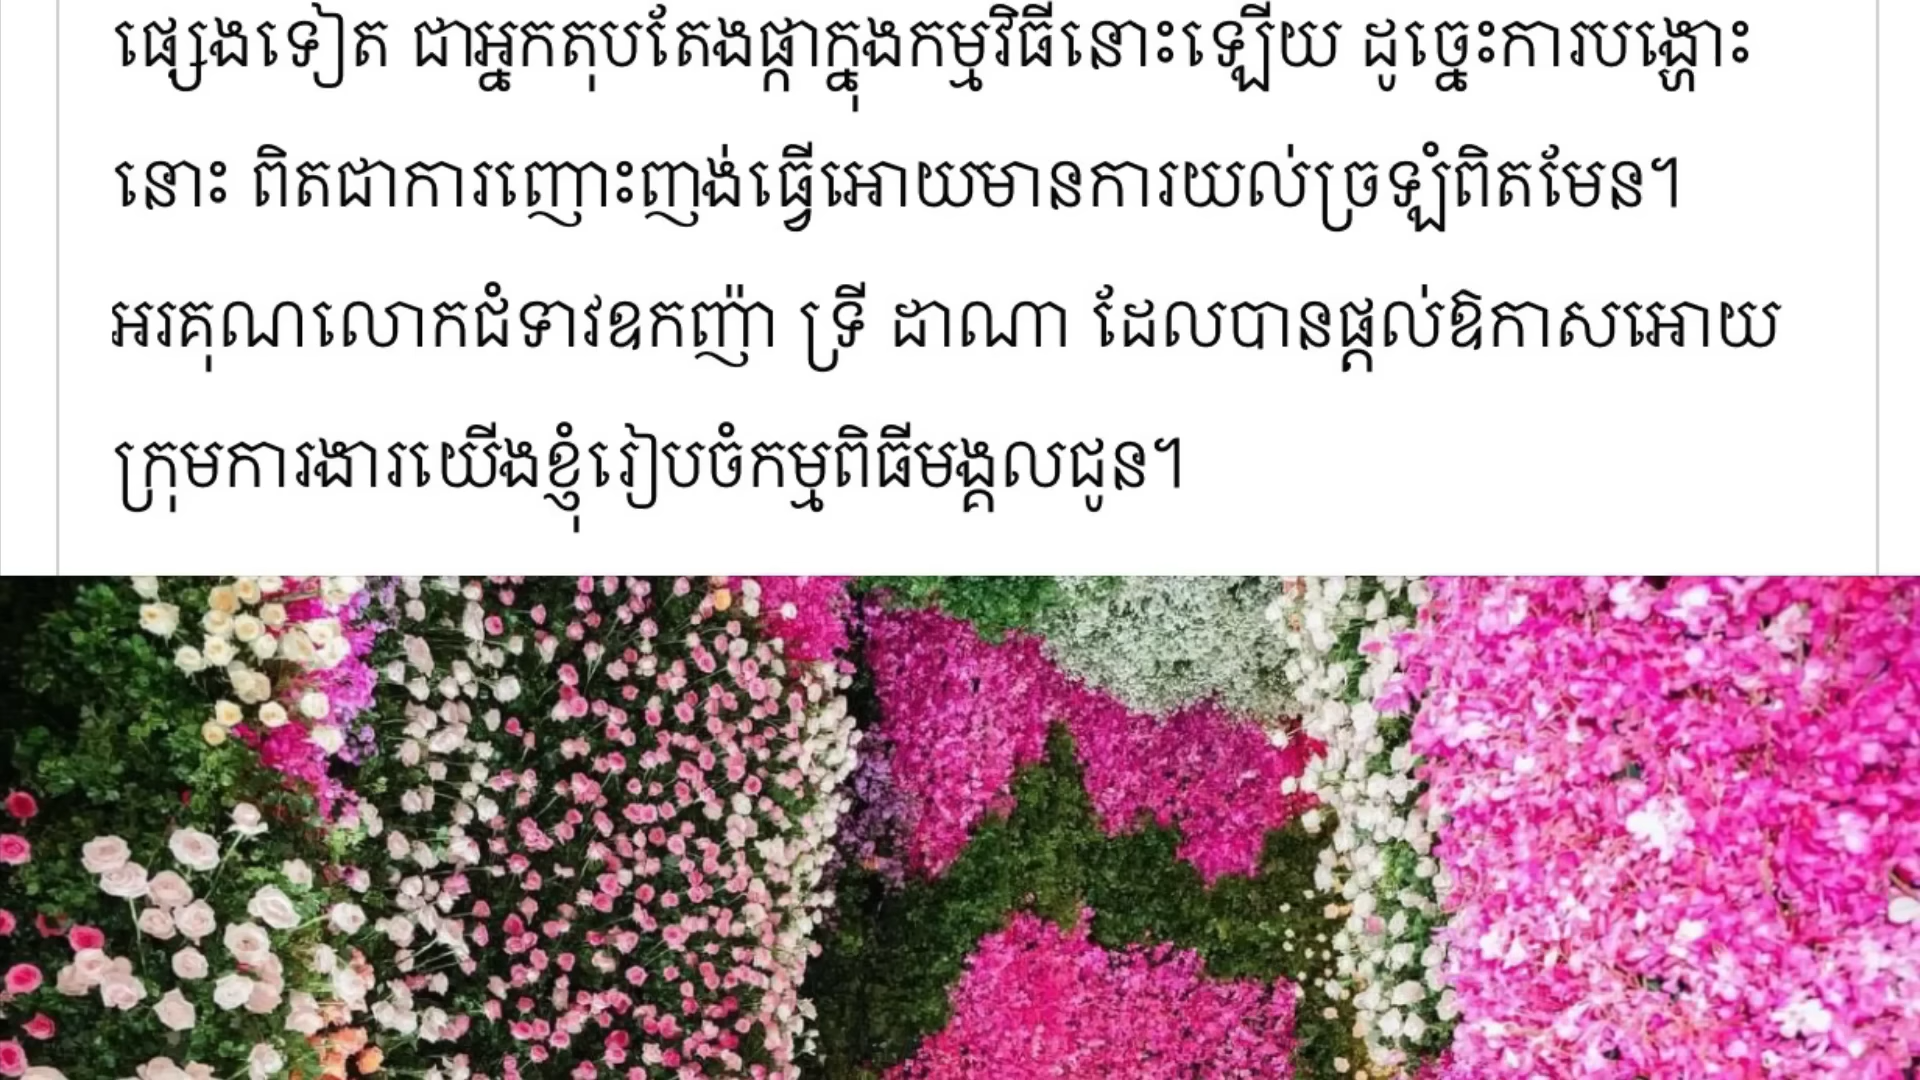 ផ្សេងទៀត ជាអ្នកតុបតែងផ្កាក្នុងកម្មវិធីនោះឡើយ ដូច្នេះការបង្ហោះ
នោះ ពិតជាការញោះញង់ធ្វើអោយមានការយល់ច្រឡំពិតមែន។
អរគុណលោកជំទាវឧកញ៉ា ទ្រី ដាណា ដែលបានផ្តល់ឱកាសអោយ
ក្រុមការងារយើងខ្ញុំរៀបចំកម្មពិធីមង្គលជូន។